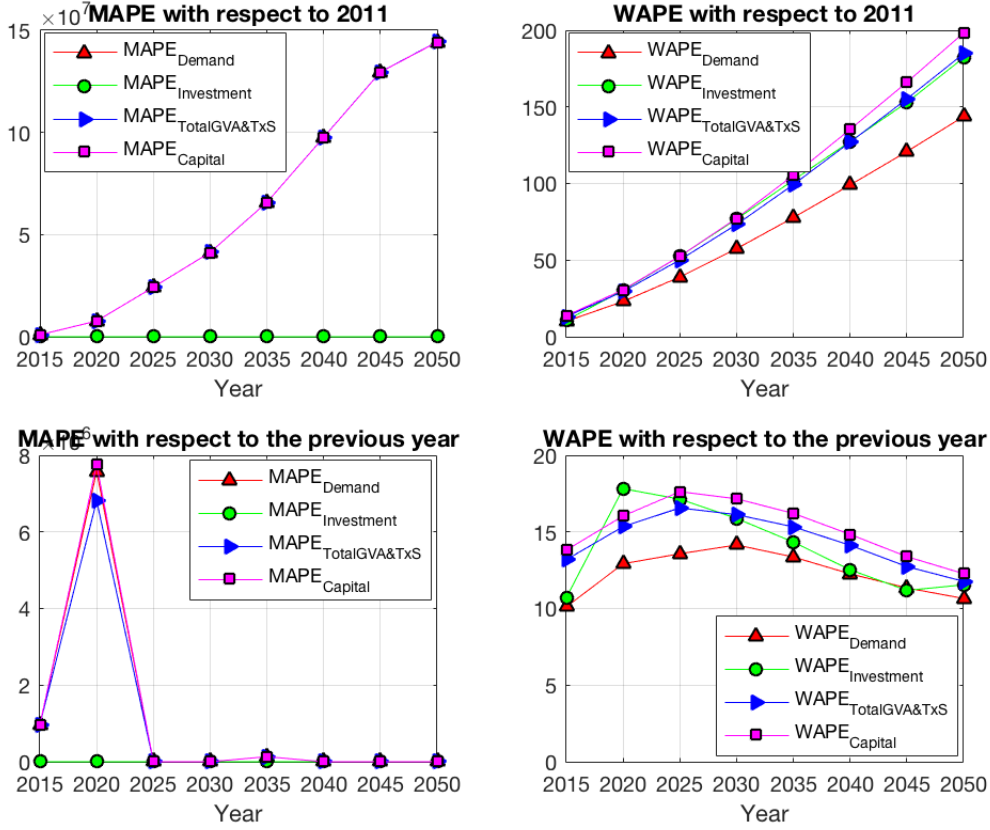 ×10^7
MAPE with respect to 2011
15
10
5
0
MAPE_Demand
MAPE_Investment
MAPE_TotalGVA&TxS
MAPE_Capital
2015 2020 2025 2030 2035 2040 2045 2050
Year
WAPE with respect to 2011
200
150
100
50
0
WAPE_Demand
WAPE_Investment
WAPE_TotalGVA&TxS
WAPE_Capital
2015 2020 2025 2030 2035 2040 2045 2050
Year
MAPE with respect to the previous year
8
6
4
2
0
MAPE_Demand
MAPE_Investment
MAPE_TotalGVA&TxS
MAPE_Capital
2015 2020 2025 2030 2035 2040 2045 2050
Year
WAPE with respect to the previous year
20
15
10
5
0
WAPE_Demand
WAPE_Investment
WAPE_TotalGVA&TxS
WAPE_Capital
2015 2020 2025 2030 2035 2040 2045 2050
Year